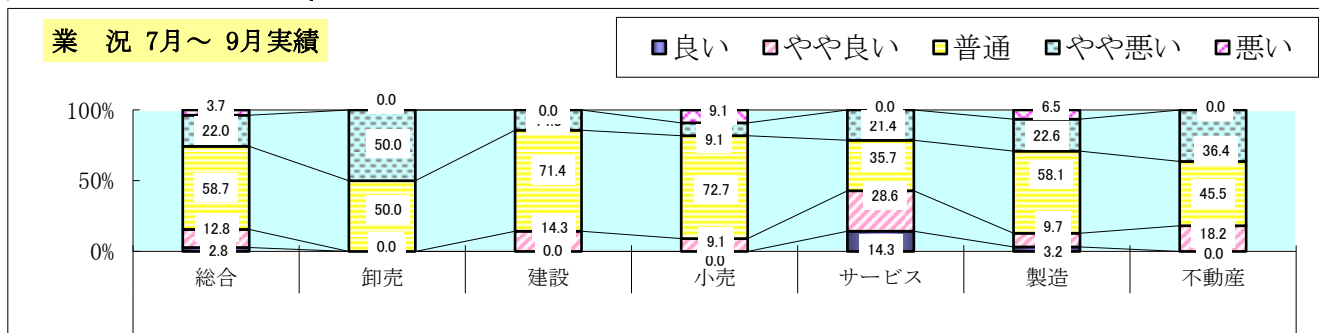 業　況 7月～ 9月実績
良い やや良い 普通 やや悪い 悪い
100%
50%
0%
3.7 0.0 0.0 9.1 0.0 6.5 0.0
22.0 50.0 9.1 21.4 22.6 36.4
58.7 50.0 71.4 72.7 35.7 58.1 45.5
12.8 0.0 14.3 9.1 28.6 9.7 18.2
2.8 0.0 0.0 14.3 3.2 0.0
総合 卸売 建設 小売 サービス 製造 不動産